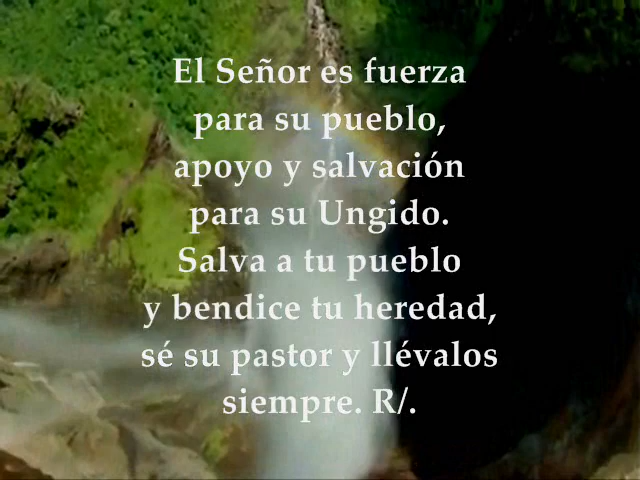 El Señor es fuerza
para su pueblo,
apoyo y salvación
para su Ungido.
Salva a tu pueblo
y bendice tu heredad,
sé su pastor y llévalos
siempre. R/.